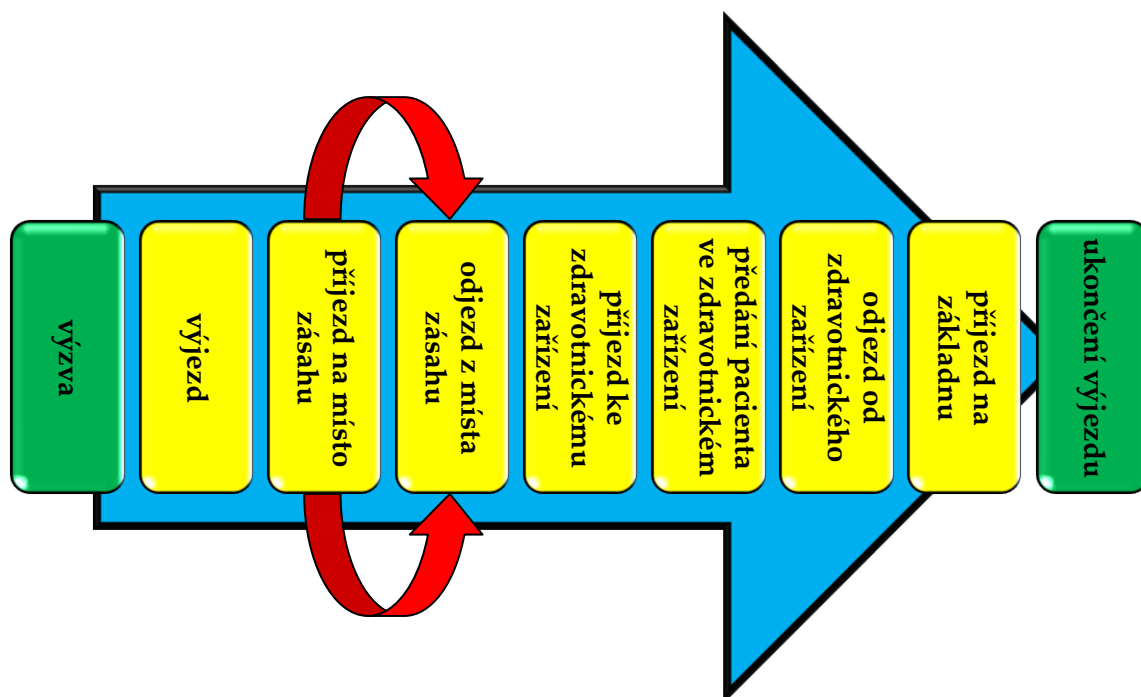 výzva
výjezd
příjezd na místo
zásahu
odjezd z místa
zásahu
příjezd ke
zdravotnickému
zařízení
předání pacienta
ve zdravotnickém
zařízení
odjezd od
zdravotnického
zařízení
příjezd na
základnu
ukončení výjezdu